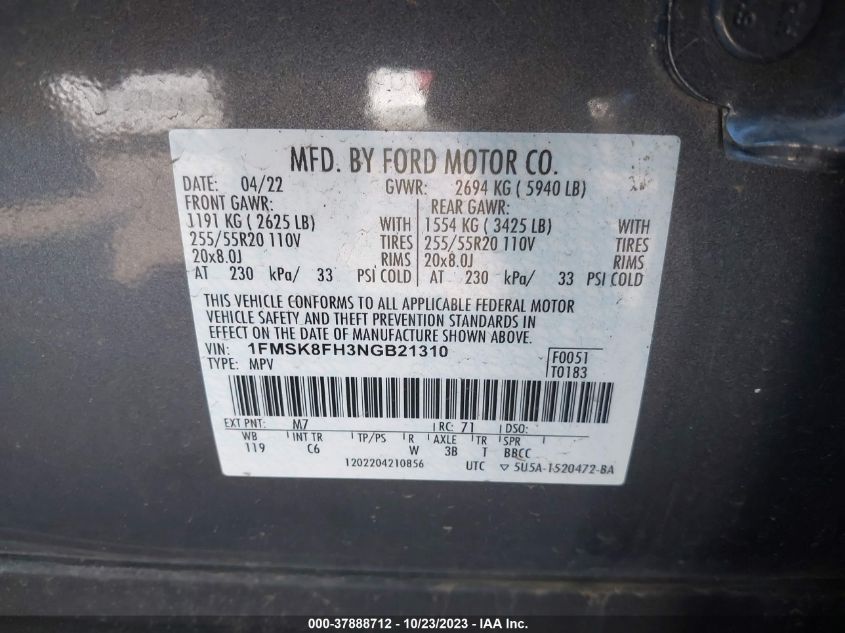 MFD. BY FORD MOTOR CO.
DATE: 04/22 GVWR: 2694 KG ( 5940 LB)
FRONT GAWR: REAR GAWR:
1191 KG ( 2625 LB) WITH 1554 KG ( 3425 LB) WITH
255/55R20 110V TIRES 255/55R20 110V TIRES
20x8.0J RIMS 20x8.0J RIMS
AT 230 kPa/ 33 PSI COLD AT 230 kPa/ 33 PSI COLD
THIS VEHICLE CONFORMS TO ALL APPLICABLE FEDERAL MOTOR
VEHICLE SAFETY AND THEFT PREVENTION STANDARDS IN
EFFECT ON THE DATE OF MANUFACTURE SHOWN ABOVE.
VIN: 1FMSK8FH3NGB21310 F0051
TYPE: MPV T0183
EXT PNT: M7 RC: 71 DSO:
WB INT TR TP/PS R AXLE TR SPR
119 C6 W 3B T BBCC
1202204210856 UTC ▽ 5U5A-1520472-BA
000-37888712 - 10/23/2023 - IAA Inc.